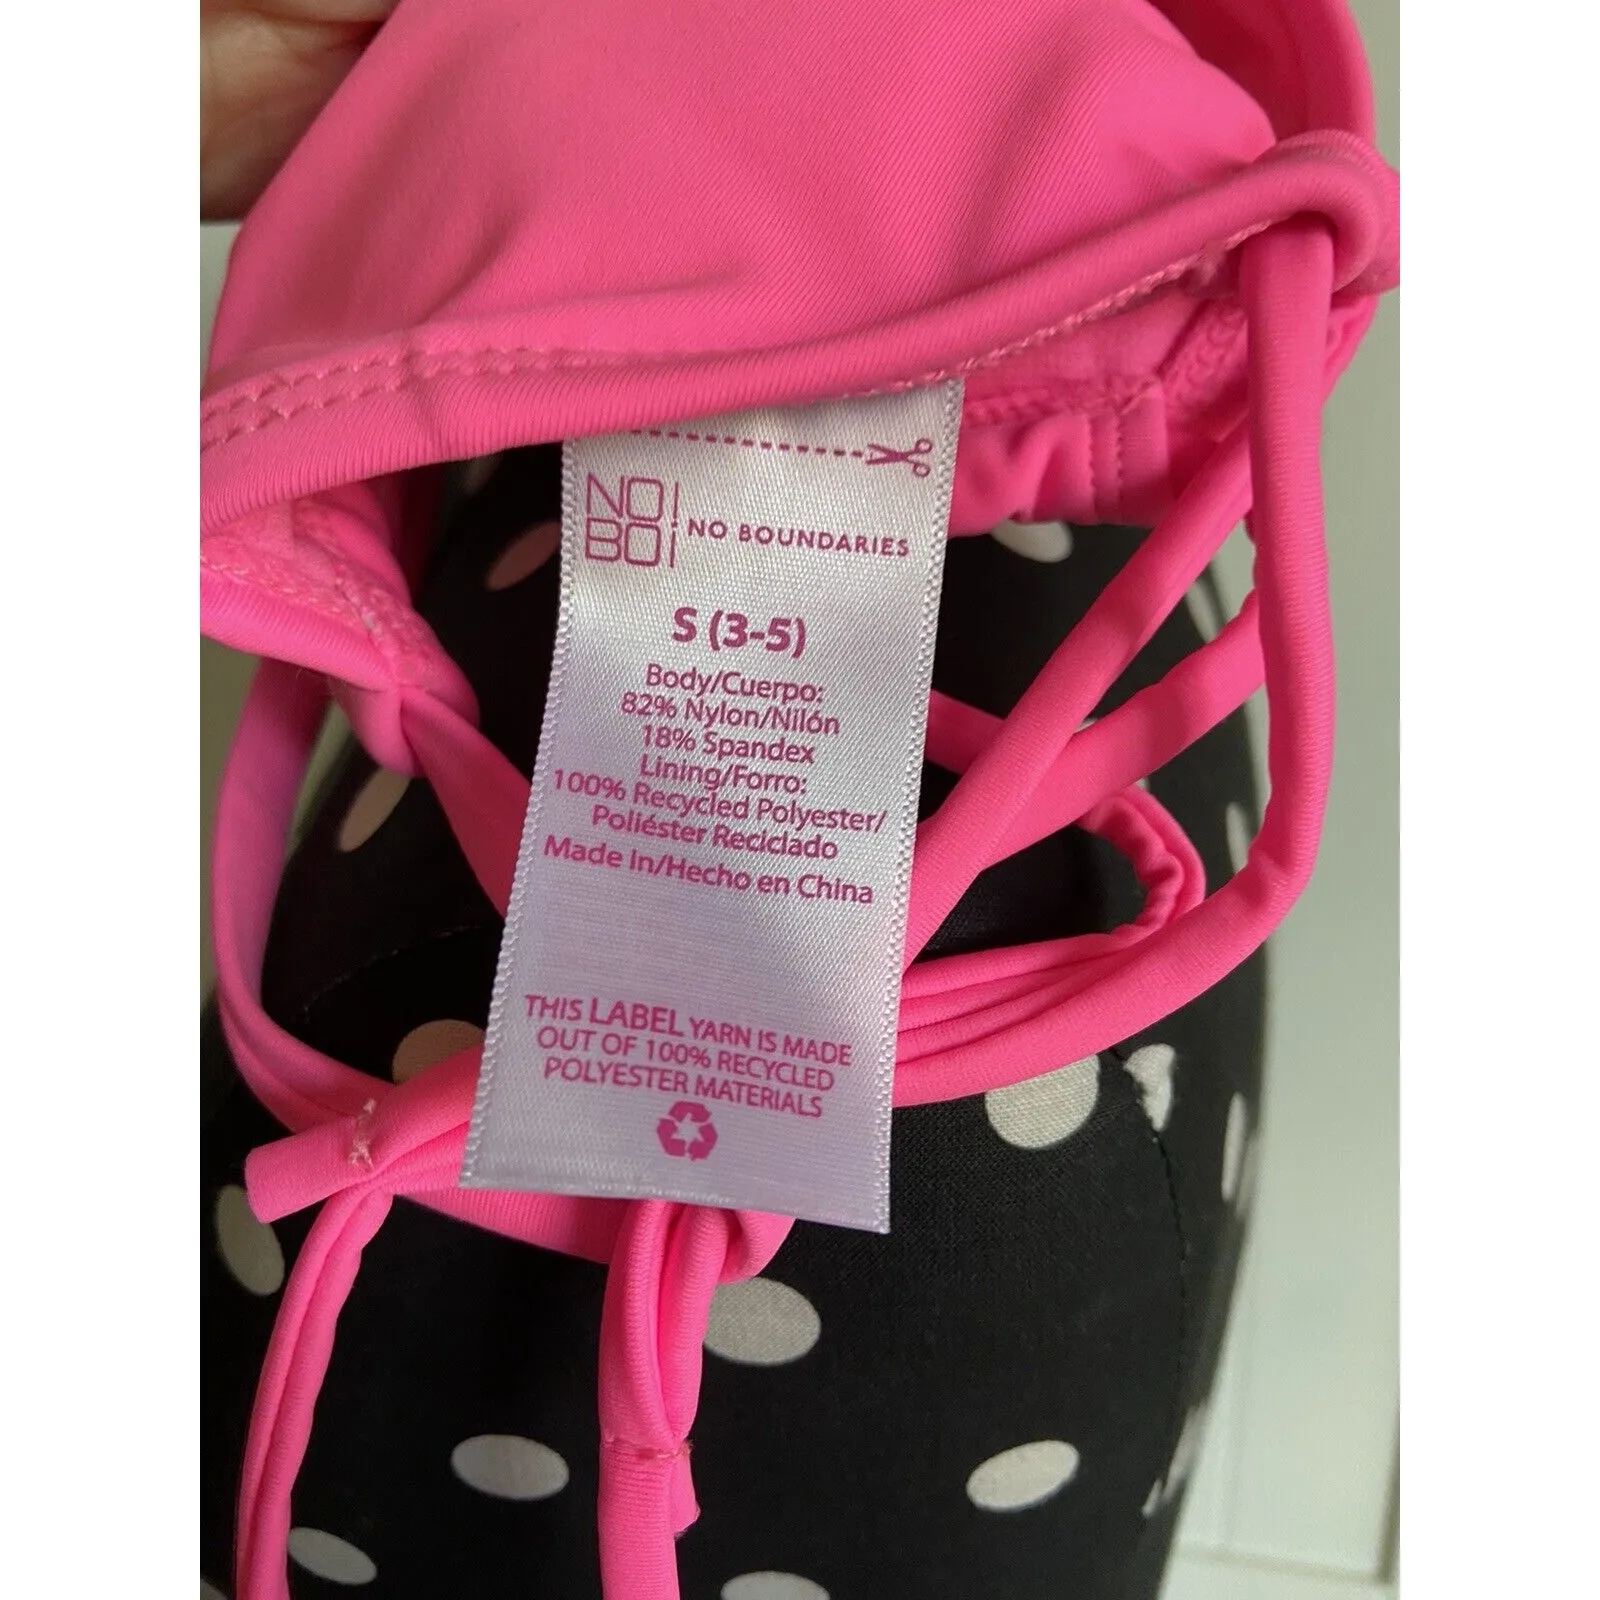 NO
BO
NO BOUNDARIES
S (3-5)
Body/Cuerpo:
82% Nylon/Nilón
18% Spandex
Lining/Forro:
100% Recycled Polyester/
Poliéster Reciclado
Made In/Hecho en China
THIS LABEL YARN IS MADE
OUT OF 100% RECYCLED
POLYESTER MATERIALS